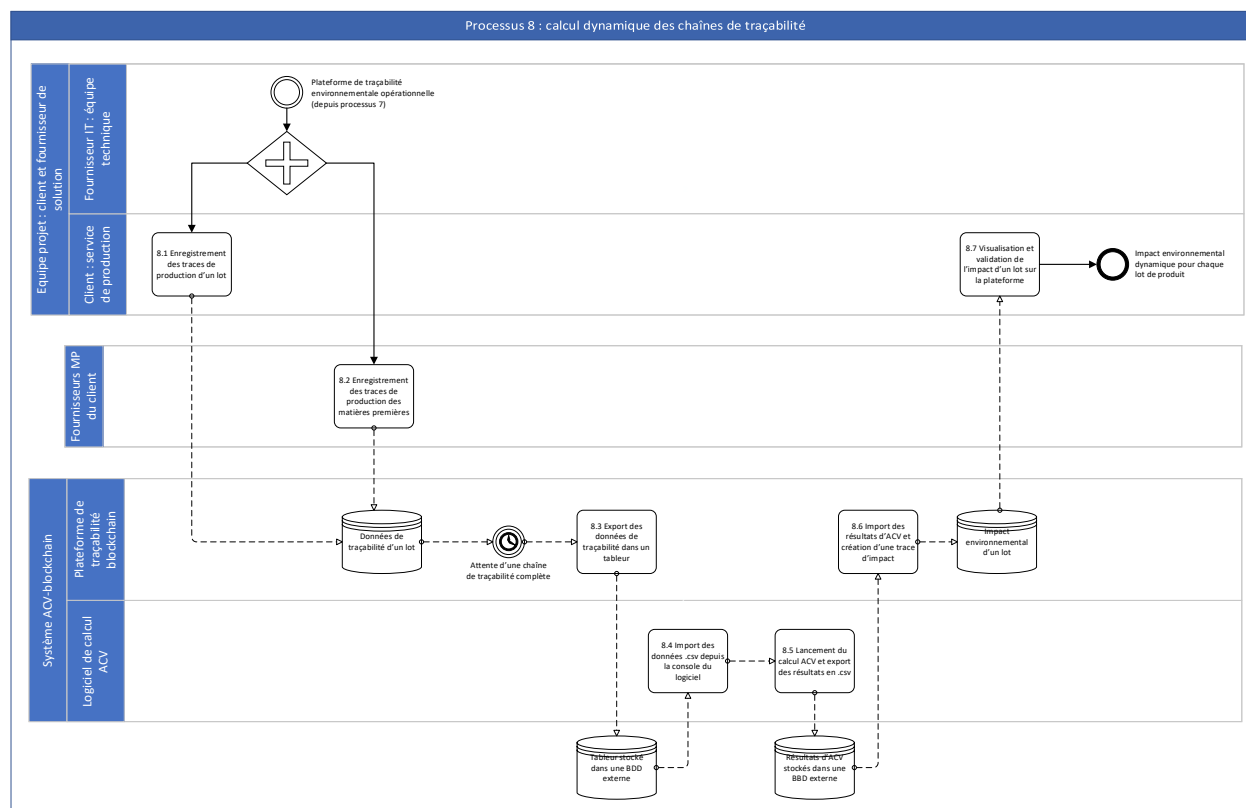 Processus 8 : calcul dynamique des chaînes de traçabilité
Equipe projet : client et fournisseur de
solution
Fournisseur IT : équipe
technique
Plateforme de traçabilité
environnementale opérationnelle
(depuis processus 7)
Client : service
de production
8.1 Enregistrement
des traces de
production d'un lot
8.7 Visualisation et
validation de
l'impact d'un lot sur
la plateforme
Impact environnemental
dynamique pour chaque
lot de produit
Fournisseurs MP
du client
8.2 Enregistrement
des traces de
production des
matières premières
Système ACV-blockchain
Plateforme de
traçabilité
blockchain
Données de
traçabilité d'un lot
Attente d'une chaîne
de traçabilité complète
8.3 Export des
données de
traçabilité dans un
tableur
8.6 Import des
résultats d'ACV et
création d'une trace
d'impact
Impact
environnemental
d'un lot
Logiciel de calcul
ACV
8.4 Import des
données .csv depuis
la console du
logiciel
8.5 Lancement du
calcul ACV et export
des résultats en .csv
Tableur stocké
dans une BDD
externe
Résultats d'ACV
stockés dans une
BBD externe